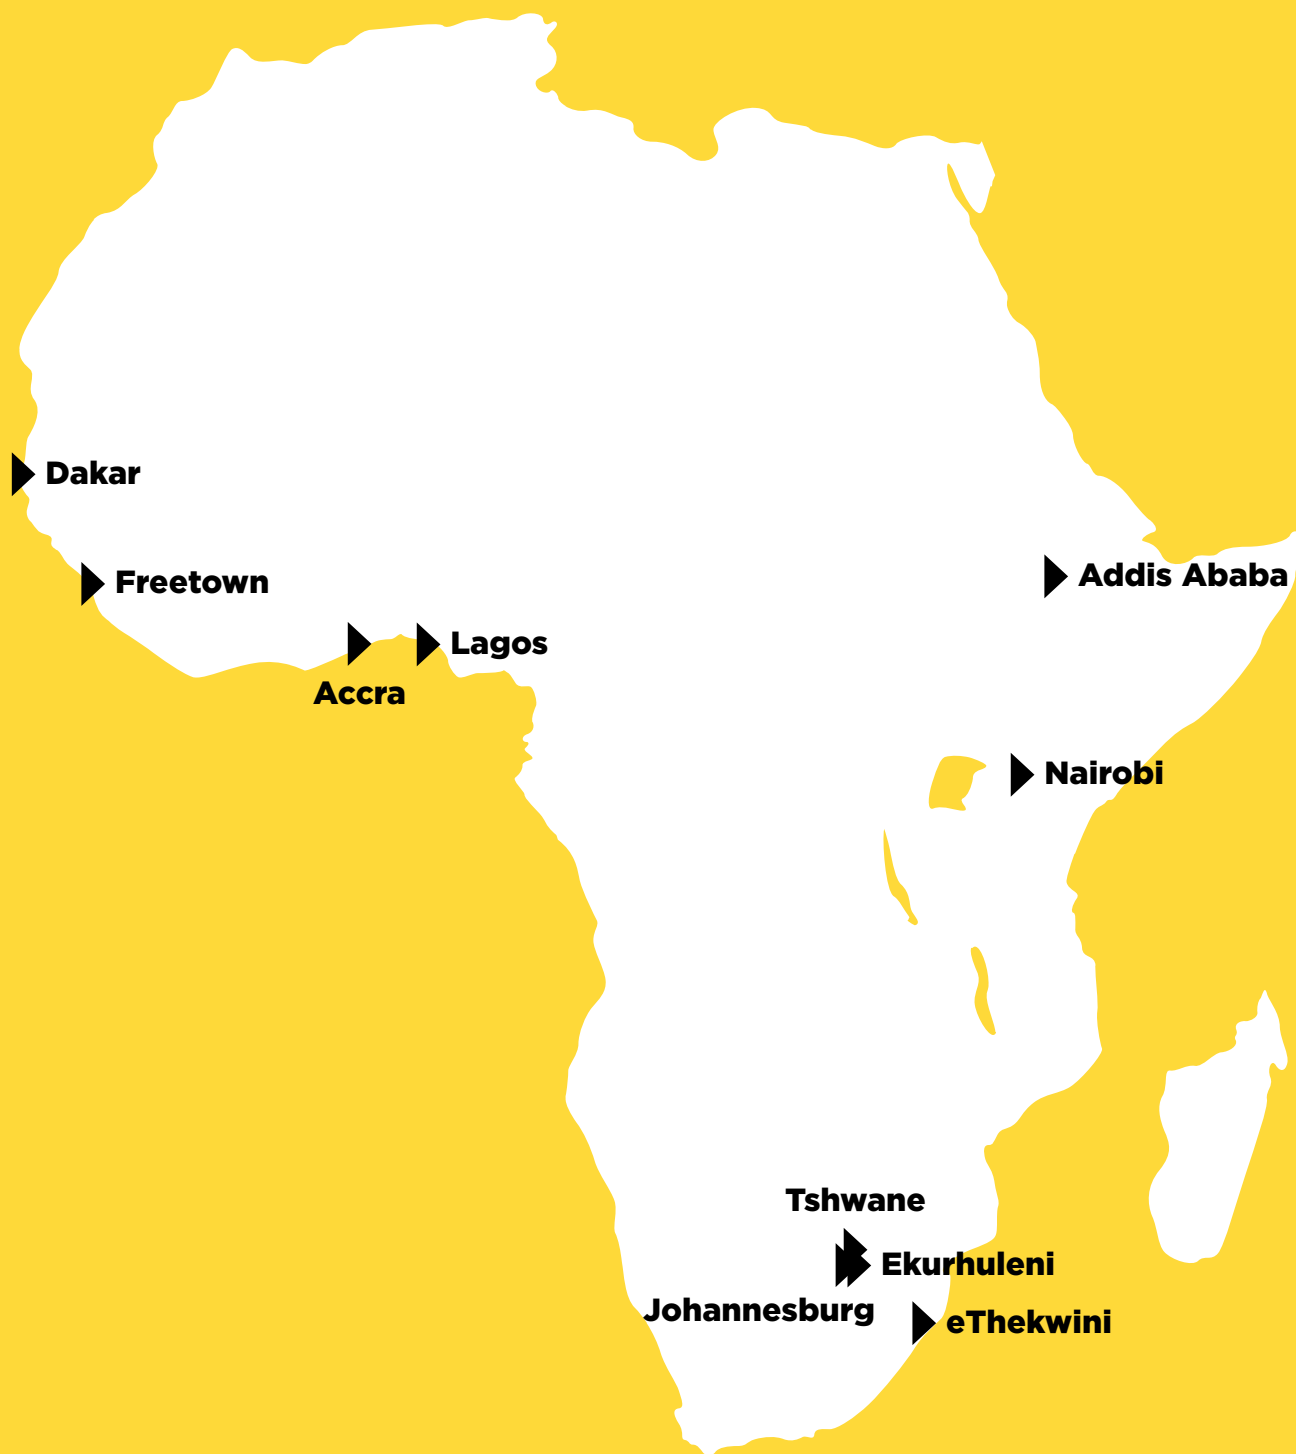 Dakar
Addis Ababa
Freetown
Lagos
Accra
Nairobi
Tshwane
Ekurhuleni
Johannesburg
eThekwini